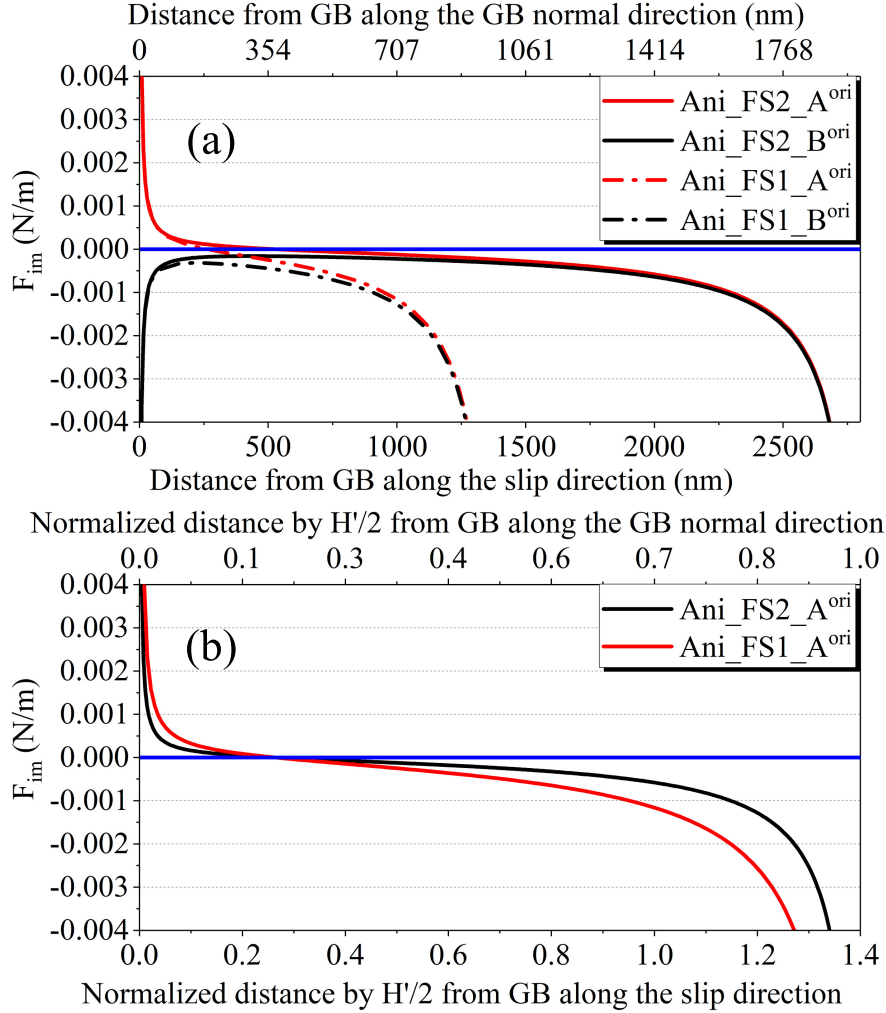 Distance from GB along the GB normal direction (nm)
0 354 707 1061 1414 1768
0.004
0.003
0.002
0.001
0.000
-0.001
-0.002
-0.003
-0.004
F_im (N/m)
(a)
Ani_FS2_A^ori
Ani_FS2_B^ori
Ani_FS1_A^ori
Ani_FS1_B^ori
0 500 1000 1500 2000 2500
Distance from GB along the slip direction (nm)
Normalized distance by H'/2 from GB along the GB normal direction
0.0 0.1 0.3 0.4 0.6 0.7 0.8 1.0
0.004
0.003
0.002
0.001
0.000
-0.001
-0.002
-0.003
-0.004
F_im (N/m)
(b)
Ani_FS2_A^ori
Ani_FS1_A^ori
0.0 0.2 0.4 0.6 0.8 1.0 1.2 1.4
Normalized distance by H'/2 from GB along the slip direction